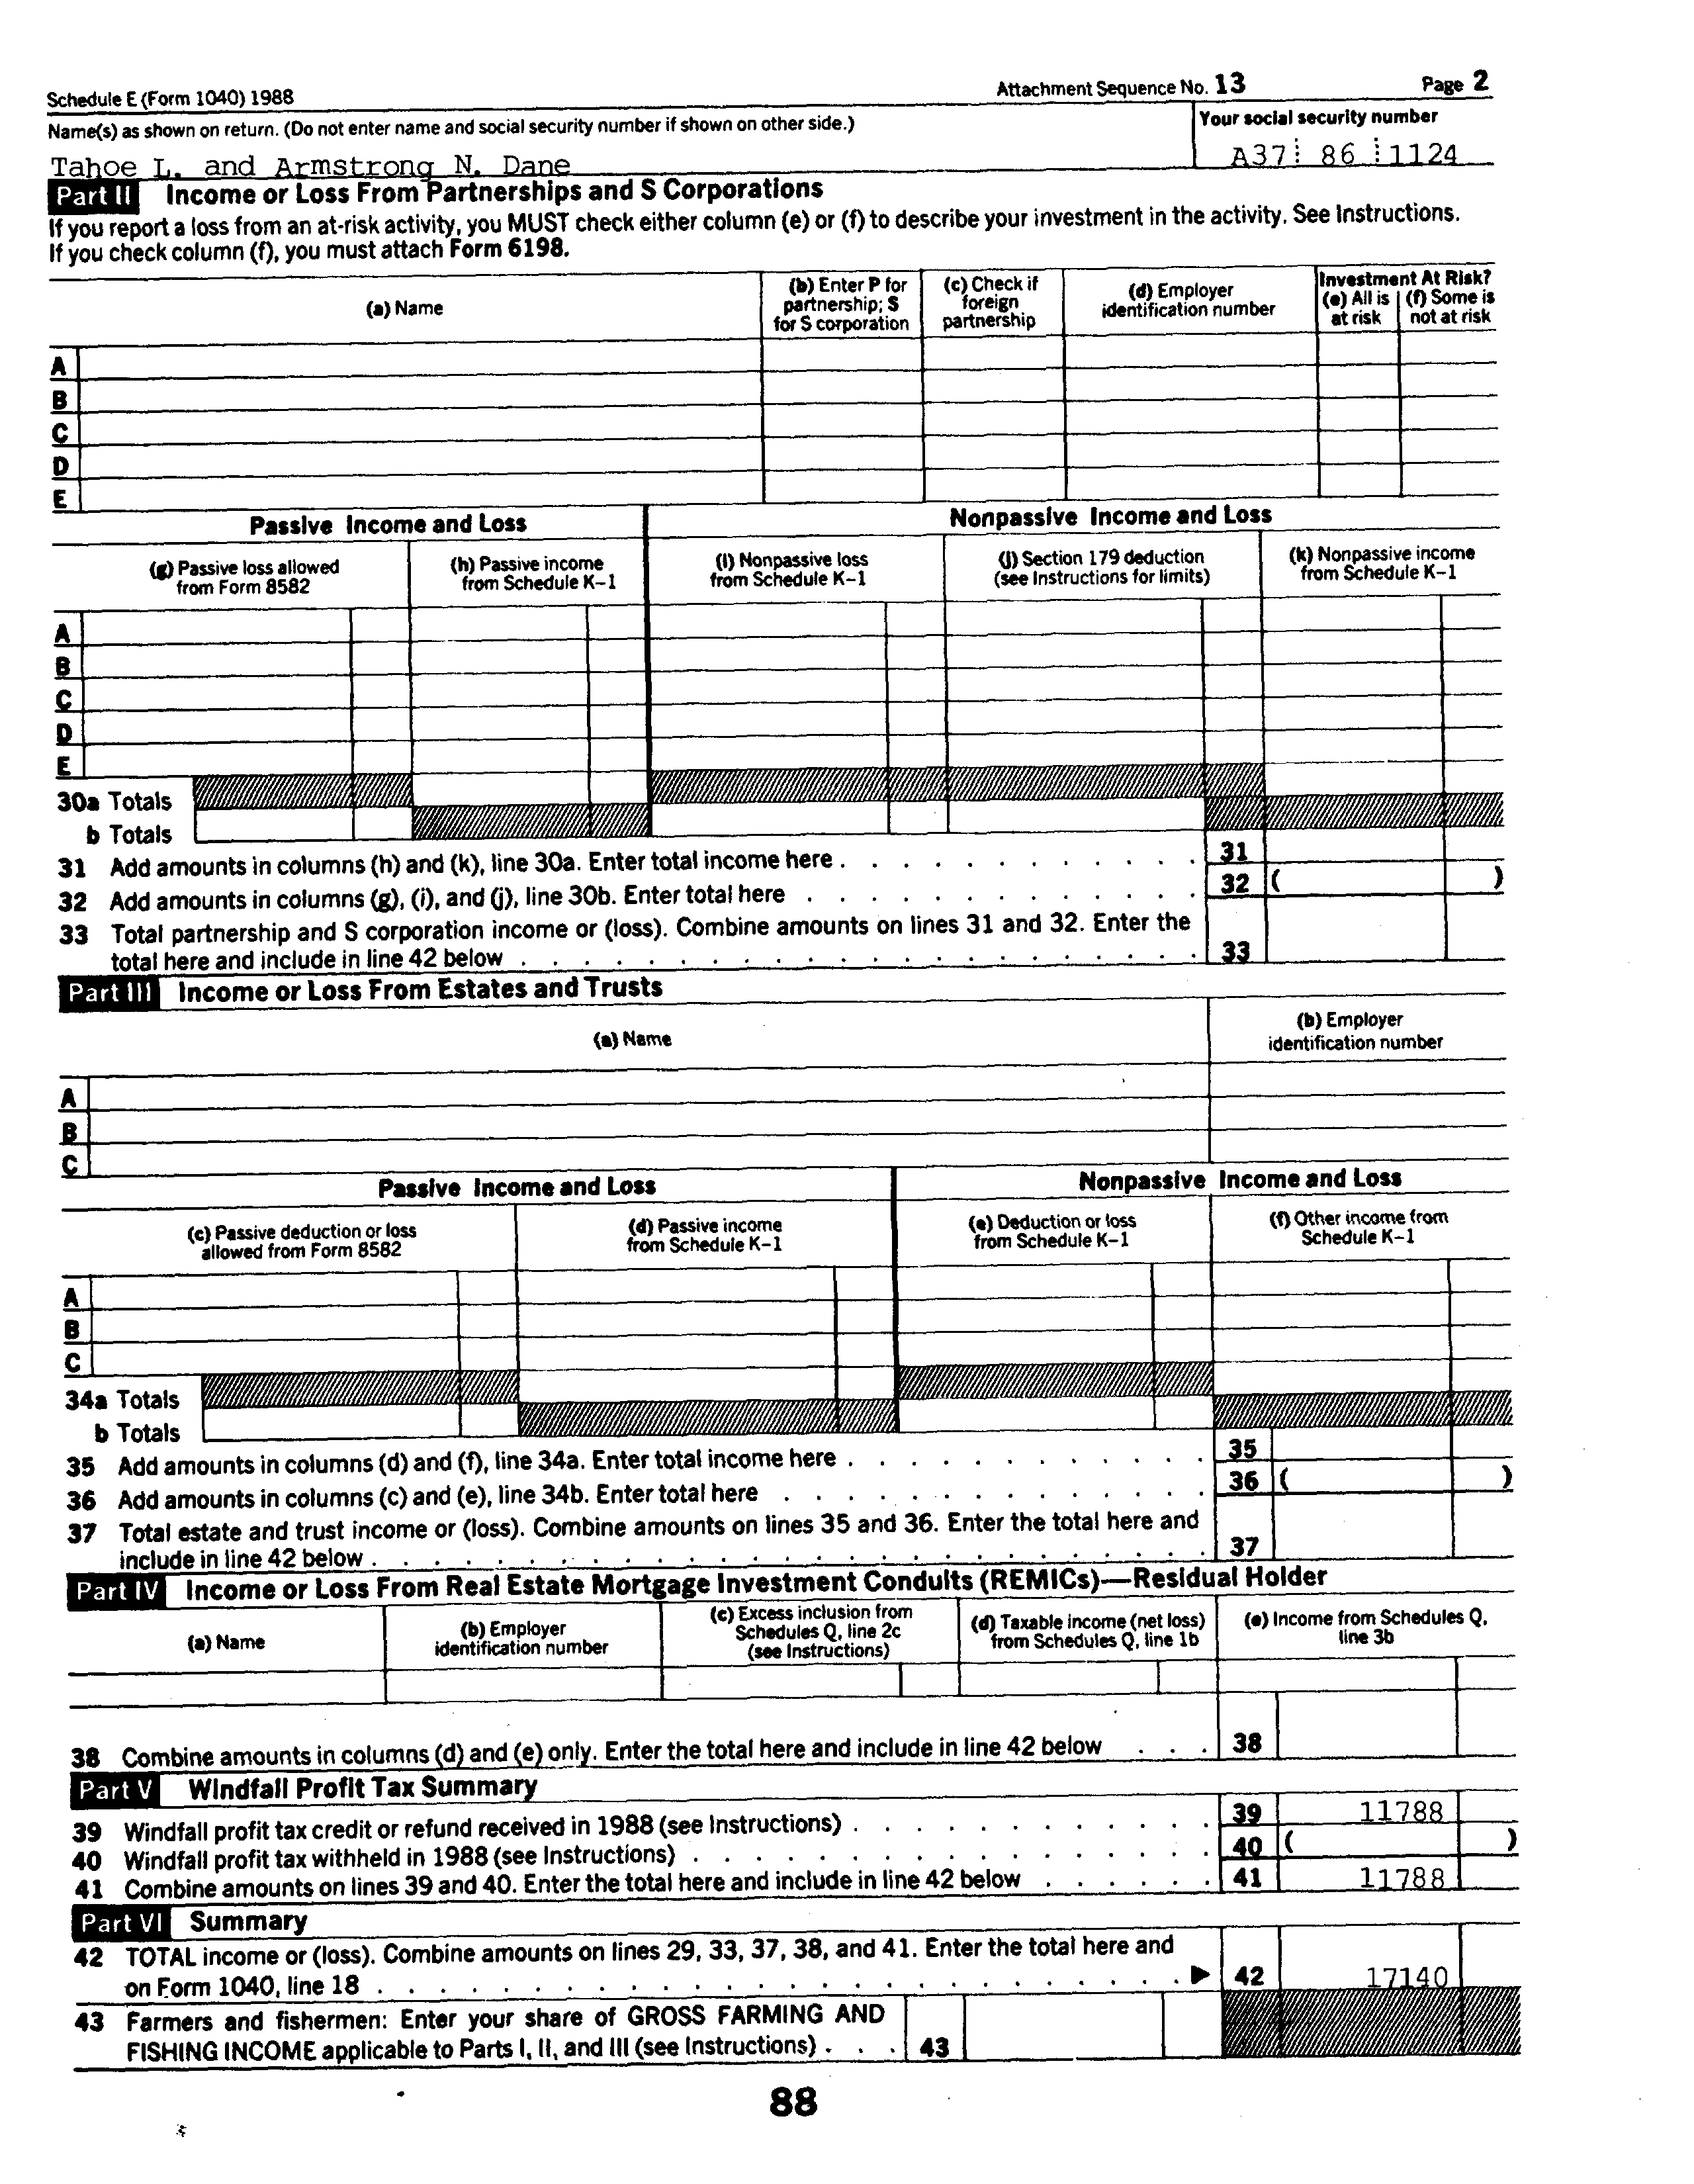 Schedule E (Form 1040) 1988 Attachment Sequence No. 13 Page 2
Name(s) as shown on return. (Do not enter name and social security number if shown on other side.) Your social security number
Tahoe L. and Armstrong N. Dane A37 86 1124
Part II Income or Loss From Partnerships and S Corporations
If you report a loss from an at-risk activity, you MUST check either column (e) or (f) to describe your investment in the activity. See Instructions.
If you check column (f), you must attach Form 6198.
(a) Name
(b) Enter P for
partnership; S
for S corporation
(c) Check if
foreign
partnership
(d) Employer
identification number
Investment At Risk?
(e) All is
at risk
(f) Some is
not at risk
A
B
C
D
E
Passive Income and Loss Nonpassive Income and Loss
(g) Passive loss allowed
from Form 8582
(h) Passive income
from Schedule K–1
(i) Nonpassive loss
from Schedule K–1
(j) Section 179 deduction
(see Instructions for limits)
(k) Nonpassive income
from Schedule K–1
A
B
C
D
E
30a Totals
b Totals
31 Add amounts in columns (h) and (k), line 30a. Enter total income here . . . . . . . . . . . . 31
32 Add amounts in columns (g), (i), and (j), line 30b. Enter total here . . . . . . . . . . . . . 32 ( )
33 Total partnership and S corporation income or (loss). Combine amounts on lines 31 and 32. Enter the
total here and include in line 42 below . . . . . . . . . . . . . . . . . . . . . . 33
Part III Income or Loss From Estates and Trusts
(a) Name
(b) Employer
identification number
A
B
C
Passive Income and Loss Nonpassive Income and Loss
(c) Passive deduction or loss
allowed from Form 8582
(d) Passive income
from Schedule K–1
(e) Deduction or loss
from Schedule K–1
(f) Other income from
Schedule K–1
A
B
C
34a Totals
b Totals
35 Add amounts in columns (d) and (f), line 34a. Enter total income here . . . . . . . . . . . . 35
36 Add amounts in columns (c) and (e), line 34b. Enter total here . . . . . . . . . . . . . . 36 ( )
37 Total estate and trust income or (loss). Combine amounts on lines 35 and 36. Enter the total here and
include in line 42 below . . . . . . . . . . . . . . . . . . . . . . . . . . . 37
Part IV Income or Loss From Real Estate Mortgage Investment Conduits (REMICs)—Residual Holder
(a) Name
(b) Employer
identification number
(c) Excess inclusion from
Schedules Q, line 2c
(see Instructions)
(d) Taxable income (net loss)
from Schedules Q, line 1b
(e) Income from Schedules Q,
line 3b
38 Combine amounts in columns (d) and (e) only. Enter the total here and include in line 42 below . . . 38
Part V Windfall Profit Tax Summary
39 Windfall profit tax credit or refund received in 1988 (see Instructions) . . . . . . . . . . . . 39 11788
40 Windfall profit tax withheld in 1988 (see Instructions) . . . . . . . . . . . . . . . . . 40 ( )
41 Combine amounts on lines 39 and 40. Enter the total here and include in line 42 below . . . . . . 41 11788
Part VI Summary
42 TOTAL income or (loss). Combine amounts on lines 29, 33, 37, 38, and 41. Enter the total here and
on Form 1040, line 18 . . . . . . . . . . . . . . . . . . . . . . . . . . ▶ 42 17140
43 Farmers and fishermen: Enter your share of GROSS FARMING AND
FISHING INCOME applicable to Parts I, II, and III (see Instructions) . . . 43
88